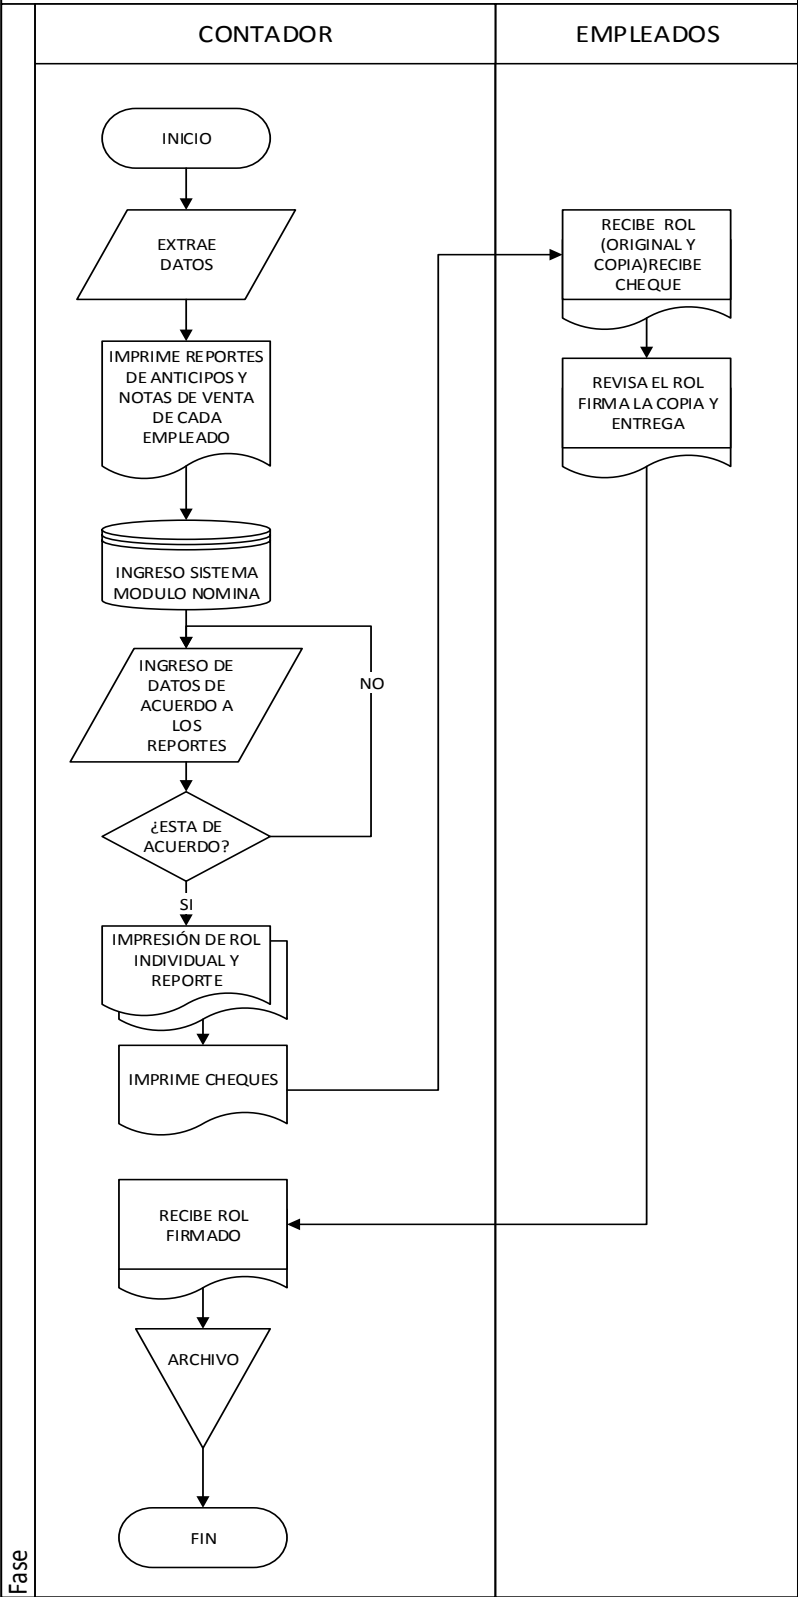 CONTADOR
EMPLEADOS
INICIO
EXTRAE
DATOS
IMPRIME REPORTES
DE ANTICIPOS Y
NOTAS DE VENTA
DE CADA
EMPLEADO
INGRESO SISTEMA
MODULO NOMINA
INGRESO DE
DATOS DE
ACUERDO A
LOS
REPORTES
NO
¿ESTA DE
ACUERDO?
SI
IMPRESIÓN DE ROL
INDIVIDUAL Y
REPORTE
IMPRIME CHEQUES
RECIBE ROL
(ORIGINAL Y
COPIA)RECIBE
CHEQUE
REVISA EL ROL
FIRMA LA COPIA Y
ENTREGA
RECIBE ROL
FIRMADO
ARCHIVO
FIN
Fase